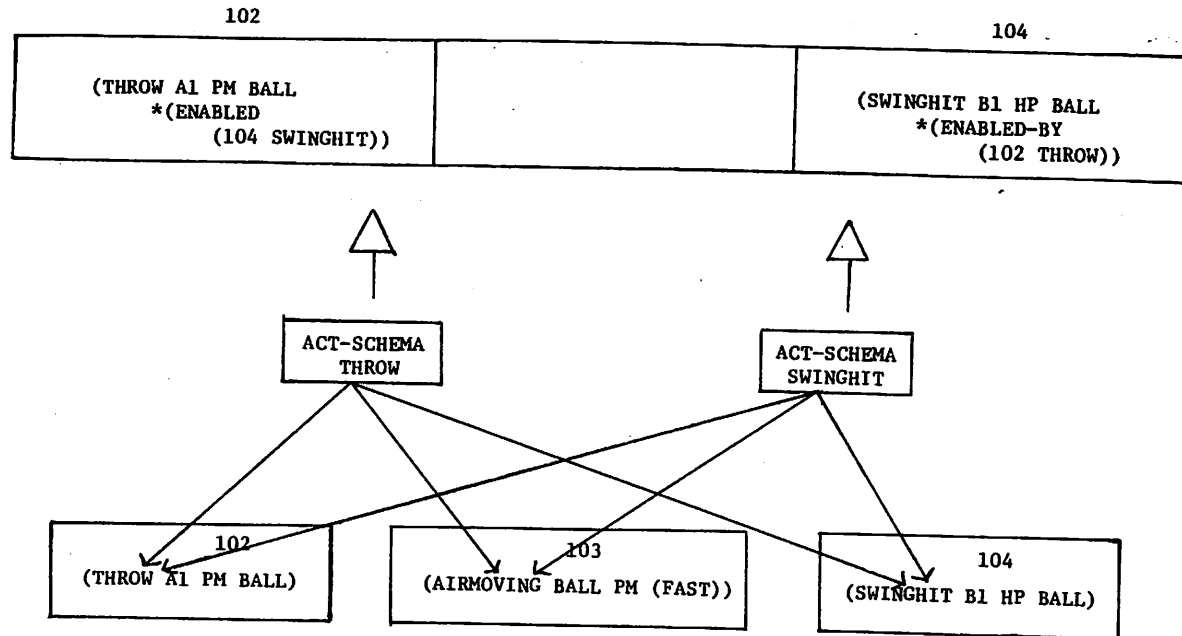 102
104
(THROW A1 PM BALL
*(ENABLED
(104 SWINGHIT))
(SWINGHIT B1 HP BALL
*(ENABLED-BY
(102 THROW))
ACT-SCHEMA
THROW
ACT-SCHEMA
SWINGHIT
102
(THROW A1 PM BALL)
103
(AIRMOVING BALL PM (FAST))
104
(SWINGHIT B1 HP BALL)